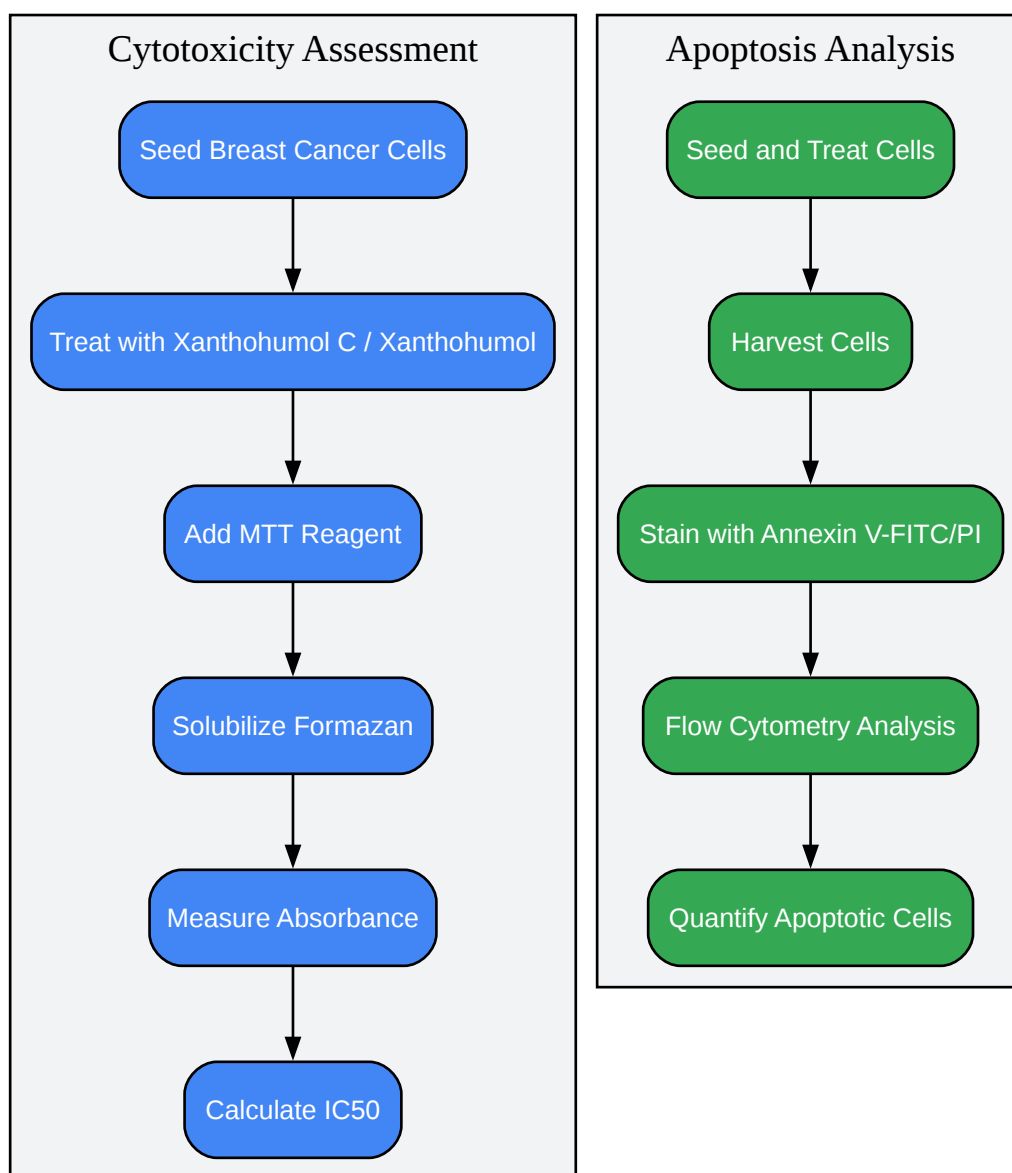 Cytotoxicity Assessment
Seed Breast Cancer Cells
Treat with Xanthohumol C / Xanthohumol
Add MTT Reagent
Solubilize Formazan
Measure Absorbance
Calculate IC50
Apoptosis Analysis
Seed and Treat Cells
Harvest Cells
Stain with Annexin V-FITC/PI
Flow Cytometry Analysis
Quantify Apoptotic Cells